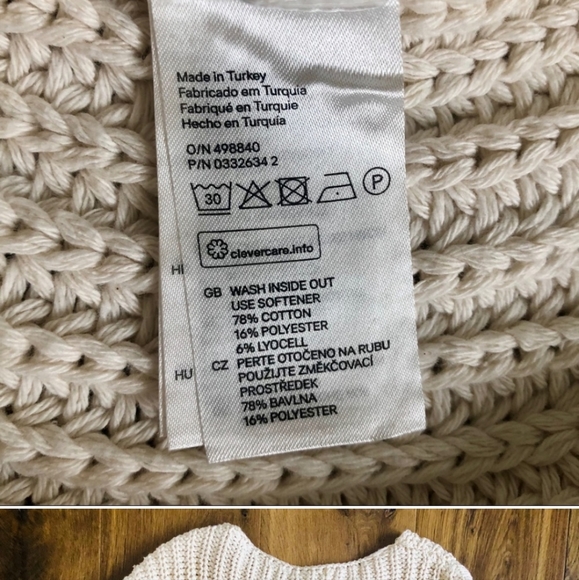 Made in Turkey
Fabricado em Turquia
Fabriqué en Turquie
Hecho en Turquía
O/N 498840
P/N 0332634 2
30
P
clevercare.info
HI
GB WASH INSIDE OUT
USE SOFTENER
78% COTTON
16% POLYESTER
6% LYOCELL
HU
CZ PERTE OTOČENO NA RUBU
POUŽIJTE ZMĚKČOVACÍ
PROSTŘEDEK
78% BAVLNA
16% POLYESTER